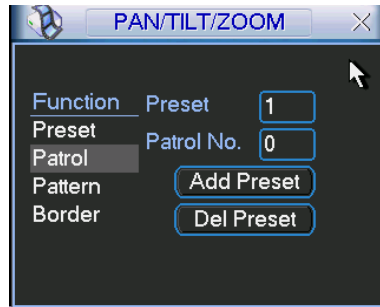 PAN/TILT/ZOOM
Function
Preset
Patrol
Pattern
Border
Preset 1
Patrol No. 0
Add Preset
Del Preset